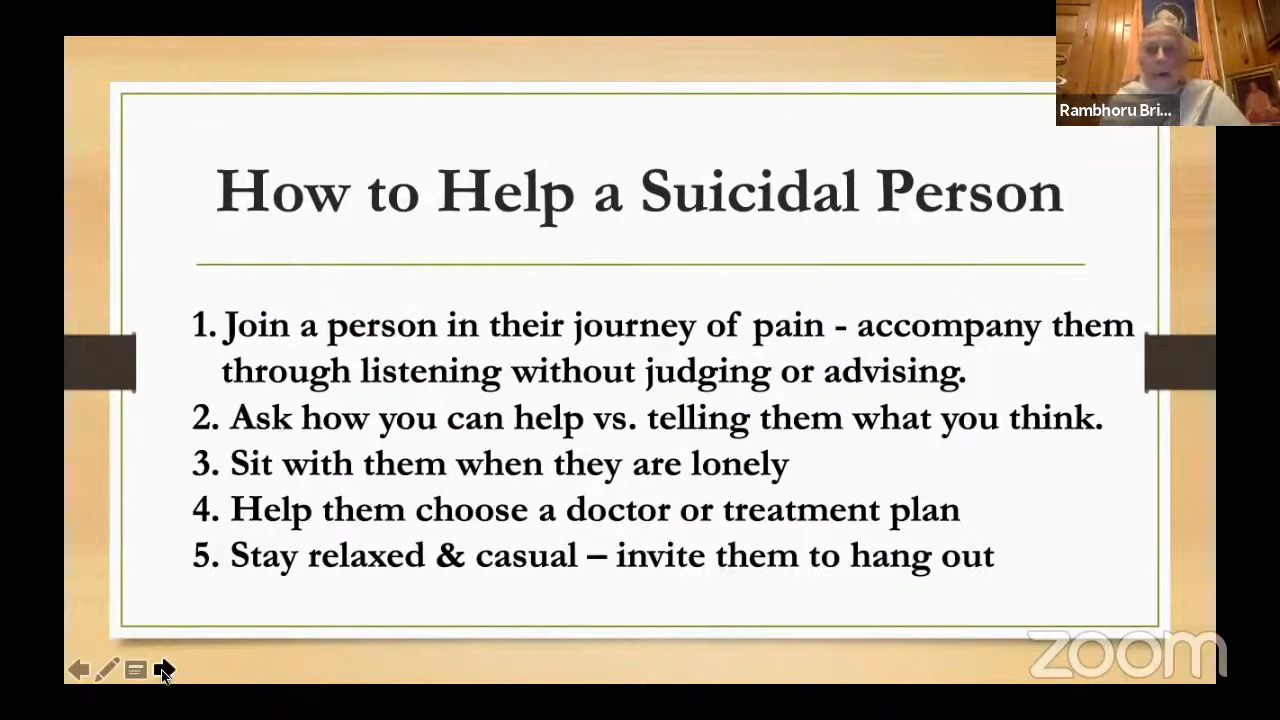 Rambhoru Bri...
How to Help a Suicidal Person
1. Join a person in their journey of pain - accompany them
through listening without judging or advising.
2. Ask how you can help vs. telling them what you think.
3. Sit with them when they are lonely
4. Help them choose a doctor or treatment plan
5. Stay relaxed & casual – invite them to hang out
zoom